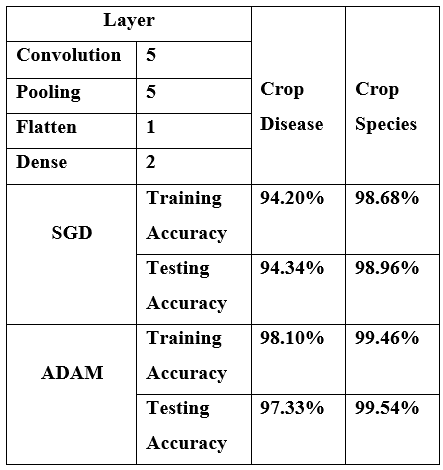 Layer
Convolution 5
Pooling 5
Flatten 1
Dense 2
Crop Disease
Crop Species
SGD
Training Accuracy 94.20% 98.68%
Testing Accuracy 94.34% 98.96%
ADAM
Training Accuracy 98.10% 99.46%
Testing Accuracy 97.33% 99.54%